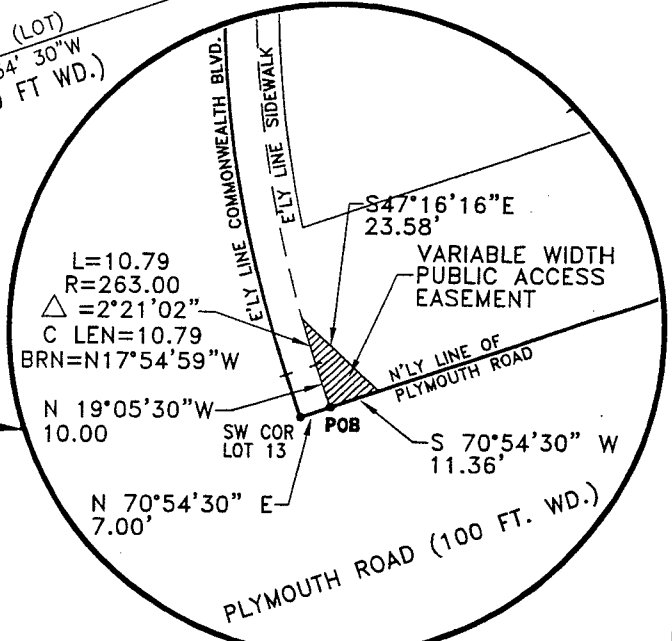 (LOT)
54' 30"W
FT WD.)
E'LY LINE COMMONWEALTH BLVD.
E'LY LINE SIDEWALK
S47°16'16"E
23.58'
VARIABLE WIDTH
PUBLIC ACCESS
EASEMENT
L=10.79
R=263.00
△ =2°21'02"
C LEN=10.79
BRN=N17°54'59"W
N 19°05'30"W
10.00
N'LY LINE OF
PLYMOUTH ROAD
SW COR
LOT 13
POB
S 70°54'30" W
11.36'
N 70°54'30" E
7.00'
PLYMOUTH ROAD (100 FT. WD.)